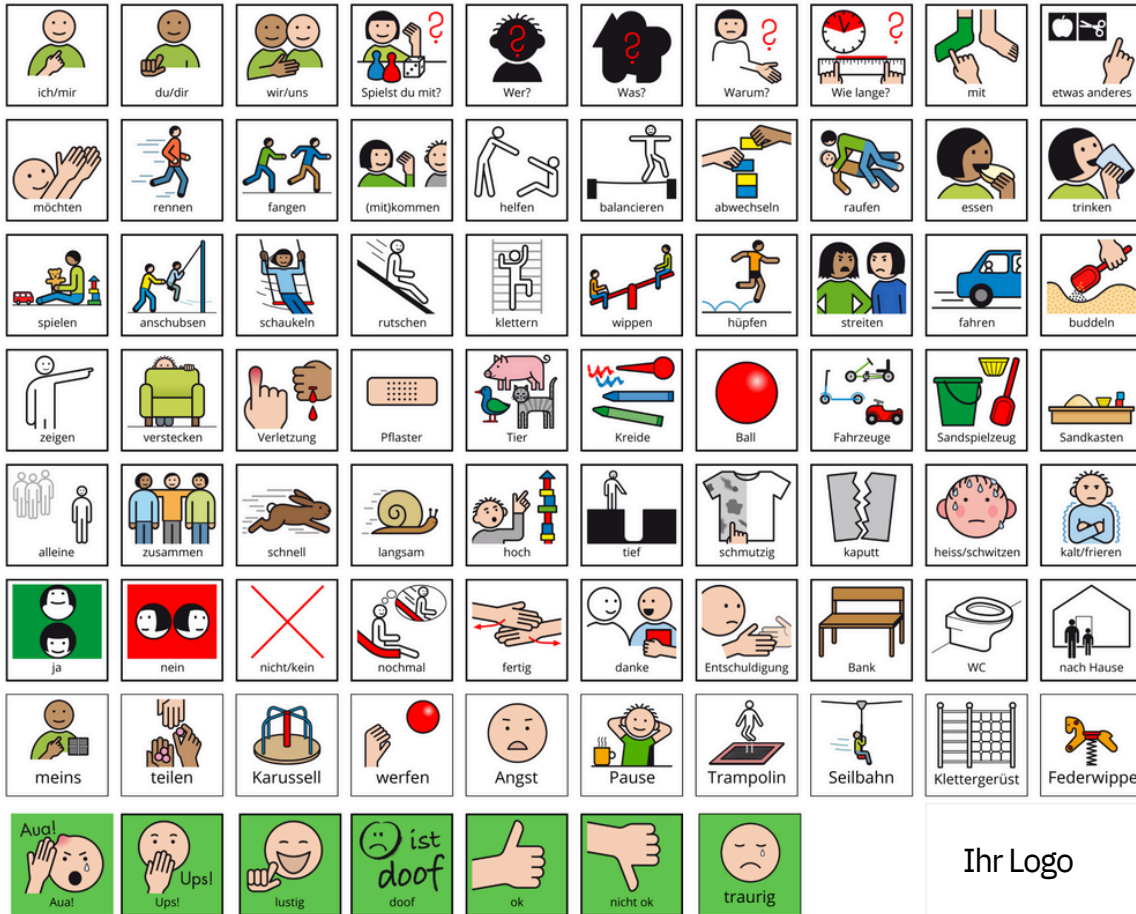 ich/mir
du/dir
wir/uns
Spielst du mit?
Wer?
Was?
Warum?
Wie lange?
mit
etwas anderes
möchten
rennen
fangen
(mit)kommen
helfen
balancieren
abwechseln
raufen
essen
trinken
spielen
anschubsen
schaukeln
rutschen
klettern
wippen
hüpfen
streiten
fahren
buddeln
zeigen
verstecken
Verletzung
Pflaster
Tier
Kreide
Ball
Fahrzeuge
Sandspielzeug
Sandkasten
alleine
zusammen
schnell
langsam
hoch
tief
schmutzig
kaputt
heiss/schwitzen
kalt/frieren
ja
nein
nicht/kein
nochmal
fertig
danke
Entschuldigung
Bank
WC
nach Hause
meins
teilen
Karussell
werfen
Angst
Pause
Trampolin
Seilbahn
Klettergerüst
Federwippe
Aua!
Aua!
Ups!
Ups!
lustig
ist
doof
doof
ok
nicht ok
traurig
Ihr Logo